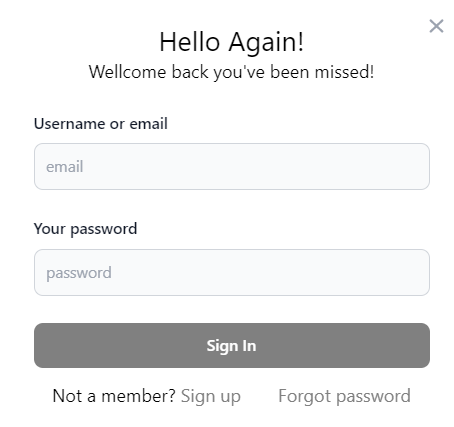 Hello Again!
Wellcome back you've been missed!
Username or email
email
Your password
password
Sign In
Not a member? Sign up Forgot password